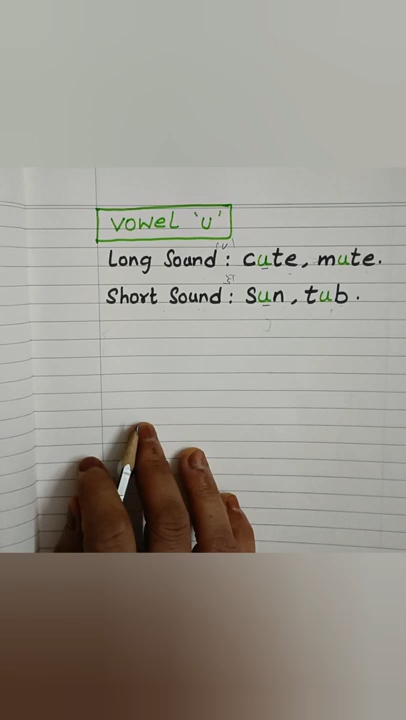 Vowel 'u'
(u)
Long Sound : cute, mute.
Short Sound : sun, tub.